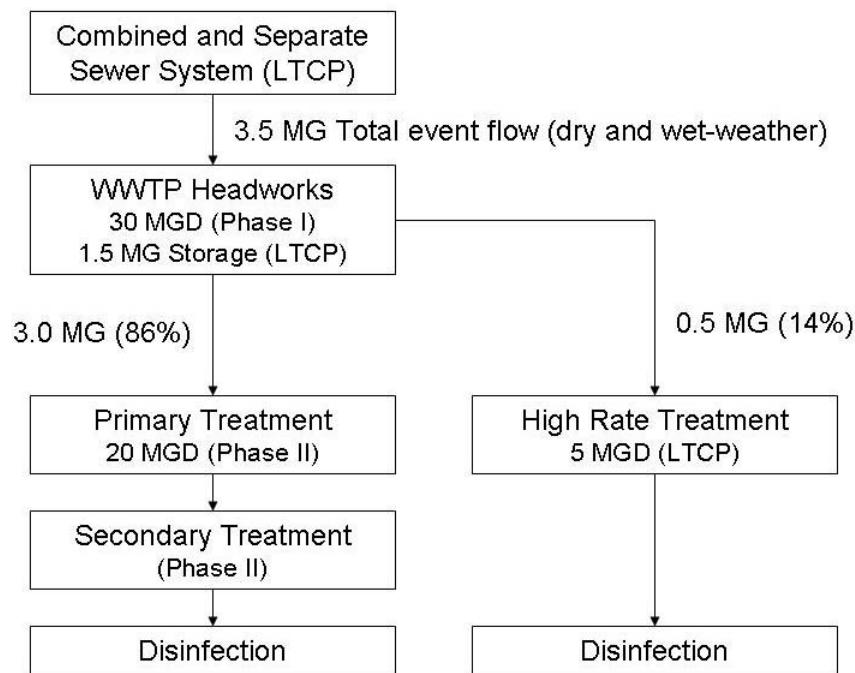 Combined and Separate
Sewer System (LTCP)
3.5 MG Total event flow (dry and wet-weather)
WWTP Headworks
30 MGD (Phase I)
1.5 MG Storage (LTCP)
3.0 MG (86%)
0.5 MG (14%)
Primary Treatment
20 MGD (Phase II)
High Rate Treatment
5 MGD (LTCP)
Secondary Treatment
(Phase II)
Disinfection
Disinfection